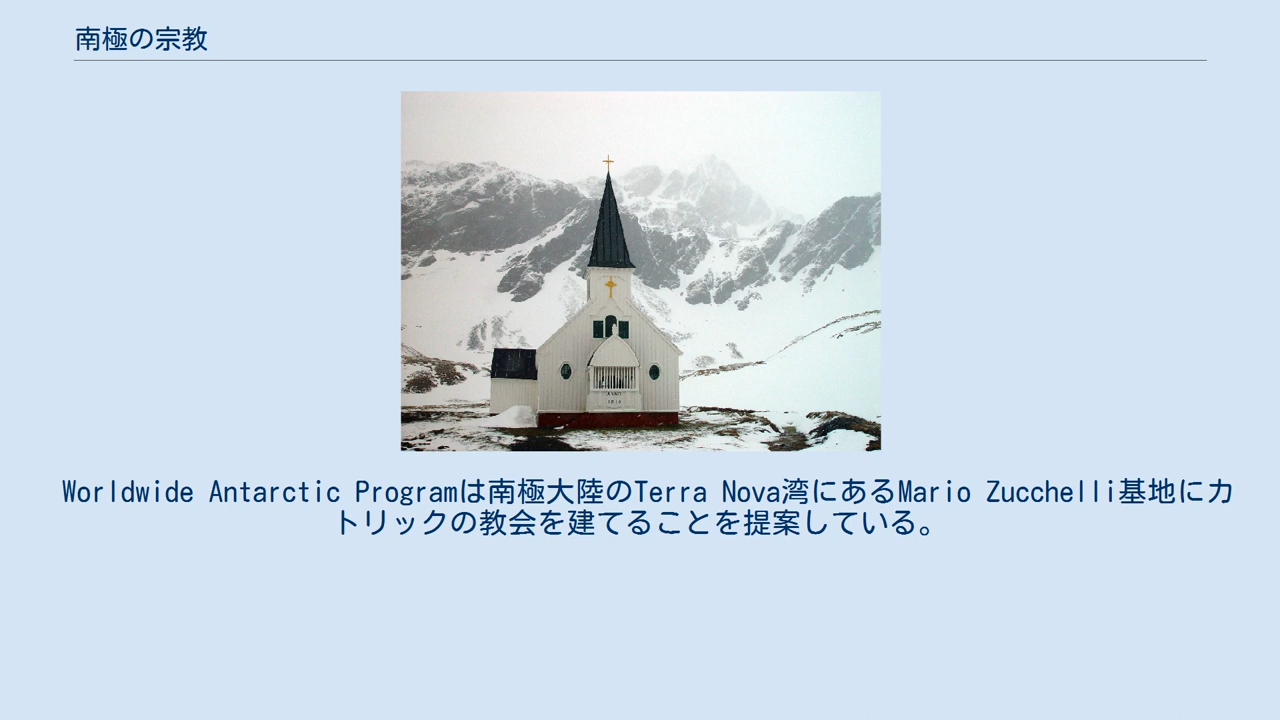 南極の宗教
Worldwide Antarctic Programは南極大陸のTerra Nova湾にあるMario Zucchelli基地にカ
トリックの教会を建てることを提案している。